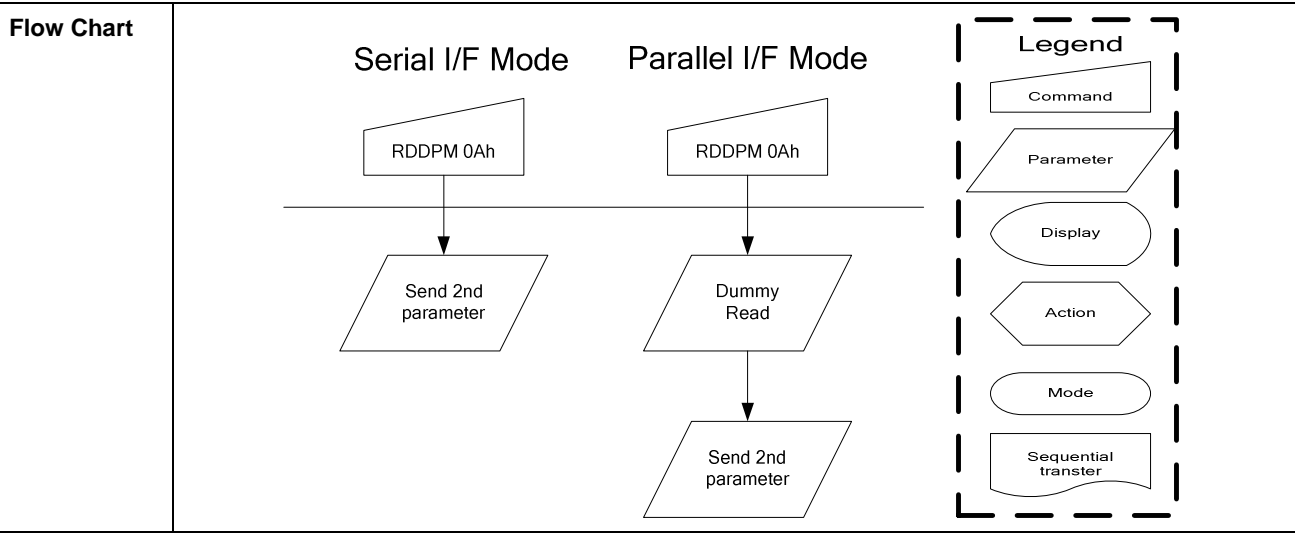 Flow Chart
Serial I/F Mode
Parallel I/F Mode
RDDPM 0Ah
RDDPM 0Ah
Send 2nd
parameter
Dummy
Read
Send 2nd
parameter
Legend
Command
Parameter
Display
Action
Mode
Sequential
transter